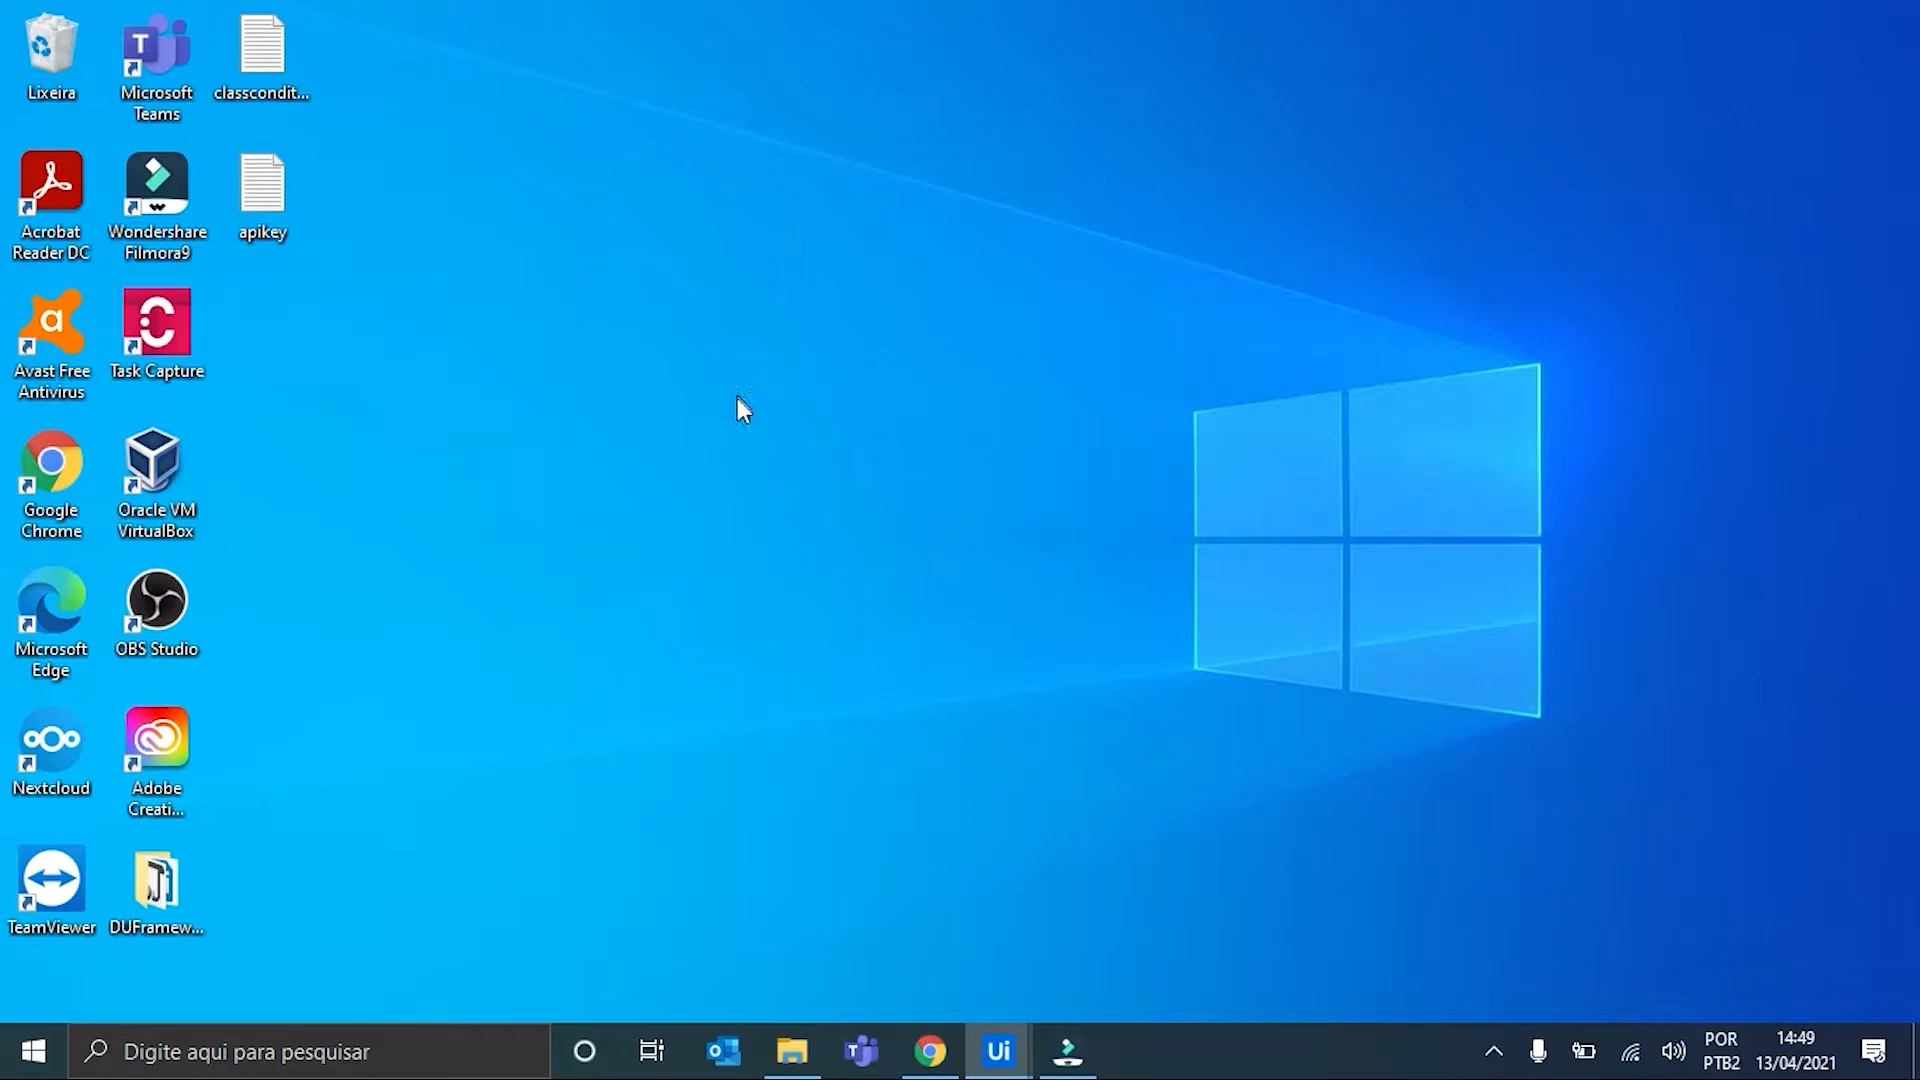 Lixeira
Microsoft
Teams
classcondit...
Acrobat
Reader DC
Wondershare
Filmora9
apikey
Avast Free
Antivirus
Task Capture
Google
Chrome
Oracle VM
VirtualBox
Microsoft
Edge
OBS Studio
Nextcloud
Adobe
Creati...
TeamViewer
DUFramew...
Digite aqui para pesquisar
Ui
POR
PTB2
14:49
13/04/2021